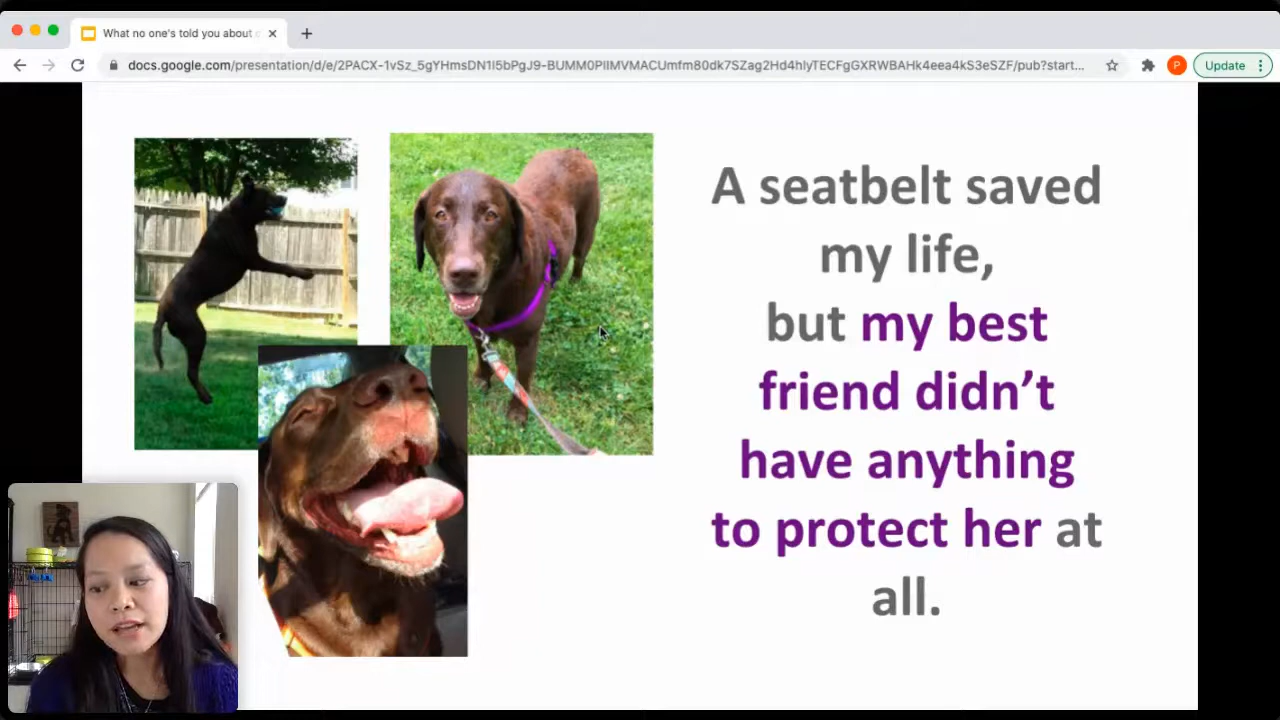 What no one's told you about
docs.google.com/presentation/d/e/2PACX-1vSz_5gYHmsDN1I5bPgJ9-BUMM0PIIMVMACUmfm80dk7SZag2Hd4hlyTECFgGXRWBAHk4eea4kS3eSZF/pub?start...
P
Update
A seatbelt saved
my life,
but my best
friend didn’t
have anything
to protect her at
all.